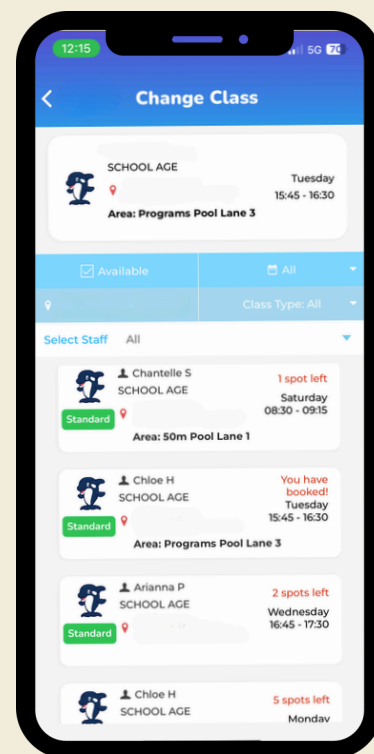 12:15
5G 70
Change Class
SCHOOL AGE
Tuesday
15:45 - 16:30
Area: Programs Pool Lane 3
Available
All
Class Type: All
Select Staff All
Chantelle S
SCHOOL AGE
1 spot left
Saturday
08:30 - 09:15
Standard
Area: 50m Pool Lane 1
Chloe H
SCHOOL AGE
You have
booked!
Tuesday
15:45 - 16:30
Standard
Area: Programs Pool Lane 3
Arianna P
SCHOOL AGE
2 spots left
Wednesday
16:45 - 17:30
Standard
Chloe H
SCHOOL AGE
5 spots left
Monday